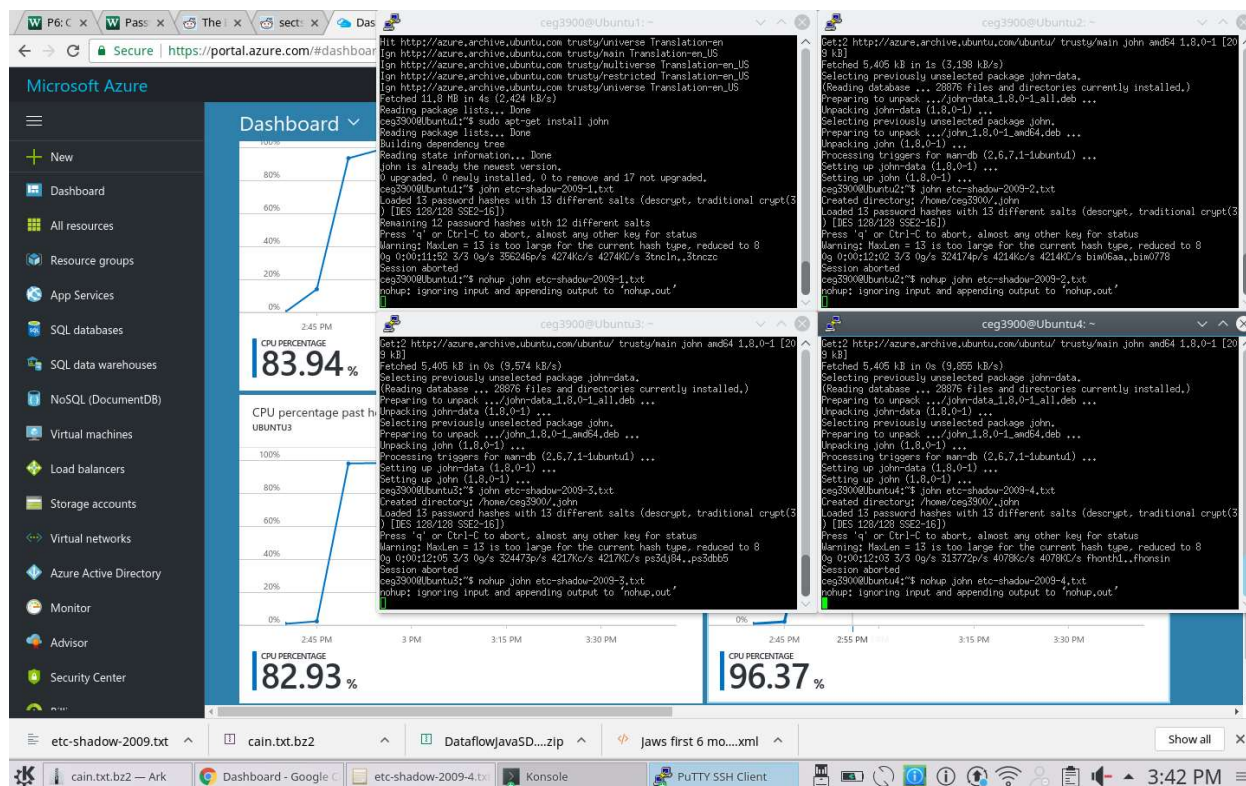 P6: C
Pass
The
sect
Das
Secure | https://portal.azure.com/#dashboar
Microsoft Azure
New
Dashboard
All resources
Resource groups
App Services
SQL databases
SQL data warehouses
NoSQL (DocumentDB)
Virtual machines
Load balancers
Storage accounts
Virtual networks
Azure Active Directory
Monitor
Advisor
Security Center
Dashboard
100%
80%
60%
40%
20%
0%
2:45 PM
CPU PERCENTAGE
83.94 %
CPU percentage past h
UBUNTU3
100%
80%
60%
40%
20%
0%
2:45 PM
3 PM
3:15 PM
3:30 PM
CPU PERCENTAGE
82.93 %
0%
2:45 PM
2:55 PM
3:15 PM
3:30 PM
CPU PERCENTAGE
96.37 %
ceg3900@Ubuntu1: ~
Hit http://azure.archive.ubuntu.com trusty/universe Translation-en
Ign http://azure.archive.ubuntu.com trusty/main Translation-en_US
Ign http://azure.archive.ubuntu.com trusty/multiverse Translation-en_US
Ign http://azure.archive.ubuntu.com trusty/restricted Translation-en_US
Ign http://azure.archive.ubuntu.com trusty/universe Translation-en_US
Fetched 11.8 MB in 4s (2,424 kB/s)
Reading package lists... Done
ceg3900@Ubuntu1:~$ sudo apt-get install john
Reading package lists... Done
Building dependency tree
Reading state information... Done
john is already the newest version.
0 upgraded, 0 newly installed, 0 to remove and 17 not upgraded.
ceg3900@Ubuntu1:~$ john etc-shadow-2009-1.txt
Loaded 13 password hashes with 13 different salts (descrypt, traditional crypt(3
) [DES 128/128 SSE2-16])
Remaining 12 password hashes with 12 different salts
Press 'q' or Ctrl-C to abort, almost any other key for status
Warning: MaxLen = 13 is too large for the current hash type, reduced to 8
0g 0:00:11:52 3/3 0g/s 356246p/s 4274Kc/s 4274KC/s 3tncln..3tnczc
Session aborted
ceg3900@Ubuntu1:~$ nohup john etc-shadow-2009-1.txt
nohup: ignoring input and appending output to 'nohup.out'
ceg3900@Ubuntu2: ~
Get:2 http://azure.archive.ubuntu.com/ubuntu/ trusty/main john amd64 1.8.0-1 [20
9 kB]
Fetched 5,405 kB in 1s (3,198 kB/s)
Selecting previously unselected package john-data.
(Reading database ... 28876 files and directories currently installed.)
Preparing to unpack .../john-data_1.8.0-1_all.deb ...
Unpacking john-data (1.8.0-1) ...
Selecting previously unselected package john.
Preparing to unpack .../john_1.8.0-1_amd64.deb ...
Unpacking john (1.8.0-1) ...
Processing triggers for man-db (2.6.7.1-1ubuntu1) ...
Setting up john-data (1.8.0-1) ...
Setting up john (1.8.0-1) ...
ceg3900@Ubuntu2:~$ john etc-shadow-2009-2.txt
Created directory: /home/ceg3900/.john
Loaded 13 password hashes with 13 different salts (descrypt, traditional crypt(3
) [DES 128/128 SSE2-16])
Press 'q' or Ctrl-C to abort, almost any other key for status
Warning: MaxLen = 13 is too large for the current hash type, reduced to 8
0g 0:00:12:02 3/3 0g/s 324174p/s 4214Kc/s 4214KC/s bim06aa..bim0778
Session aborted
ceg3900@Ubuntu2:~$ nohup john etc-shadow-2009-2.txt
nohup: ignoring input and appending output to 'nohup.out'
ceg3900@Ubuntu3: ~
Get:2 http://azure.archive.ubuntu.com/ubuntu/ trusty/main john amd64 1.8.0-1 [20
9 kB]
Fetched 5,405 kB in 0s (9,574 kB/s)
Selecting previously unselected package john-data.
(Reading database ... 28876 files and directories currently installed.)
Preparing to unpack .../john-data_1.8.0-1_all.deb ...
Unpacking john-data (1.8.0-1) ...
Selecting previously unselected package john.
Preparing to unpack .../john_1.8.0-1_amd64.deb ...
Unpacking john (1.8.0-1) ...
Processing triggers for man-db (2.6.7.1-1ubuntu1) ...
Setting up john-data (1.8.0-1) ...
Setting up john (1.8.0-1) ...
ceg3900@Ubuntu3:~$ john etc-shadow-2009-3.txt
Created directory: /home/ceg3900/.john
Loaded 13 password hashes with 13 different salts (descrypt, traditional crypt(3
) [DES 128/128 SSE2-16])
Press 'q' or Ctrl-C to abort, almost any other key for status
Warning: MaxLen = 13 is too large for the current hash type, reduced to 8
0g 0:00:12:05 3/3 0g/s 324473p/s 4217Kc/s 4217KC/s ps3dj84..ps3dbb5
Session aborted
ceg3900@Ubuntu3:~$ nohup john etc-shadow-2009-3.txt
nohup: ignoring input and appending output to 'nohup.out'
ceg3900@Ubuntu4: ~
Get:2 http://azure.archive.ubuntu.com/ubuntu/ trusty/main john amd64 1.8.0-1 [20
9 kB]
Fetched 5,405 kB in 0s (9,855 kB/s)
Selecting previously unselected package john-data.
(Reading database ... 28876 files and directories currently installed.)
Preparing to unpack .../john-data_1.8.0-1_all.deb ...
Unpacking john-data (1.8.0-1) ...
Selecting previously unselected package john.
Preparing to unpack .../john_1.8.0-1_amd64.deb ...
Unpacking john (1.8.0-1) ...
Processing triggers for man-db (2.6.7.1-1ubuntu1) ...
Setting up john-data (1.8.0-1) ...
Setting up john (1.8.0-1) ...
ceg3900@Ubuntu4:~$ john etc-shadow-2009-4.txt
Created directory: /home/ceg3900/.john
Loaded 13 password hashes with 13 different salts (descrypt, traditional crypt(3
) [DES 128/128 SSE2-16])
Press 'q' or Ctrl-C to abort, almost any other key for status
Warning: MaxLen = 13 is too large for the current hash type, reduced to 8
0g 0:00:12:03 3/3 0g/s 313772p/s 4078Kc/s 4078KC/s fhonth1..fhonsin
Session aborted
ceg3900@Ubuntu4:~$ nohup john etc-shadow-2009-4.txt
nohup: ignoring input and appending output to 'nohup.out'
etc-shadow-2009.txt
cain.txt.bz2
DataflowJavaSD....zip
Jaws first 6 mo....xml
Show all
cain.txt.bz2 — Ark
Dashboard - Google C
etc-shadow-2009-4.tx
Konsole
PuTTY SSH Client
3:42 PM